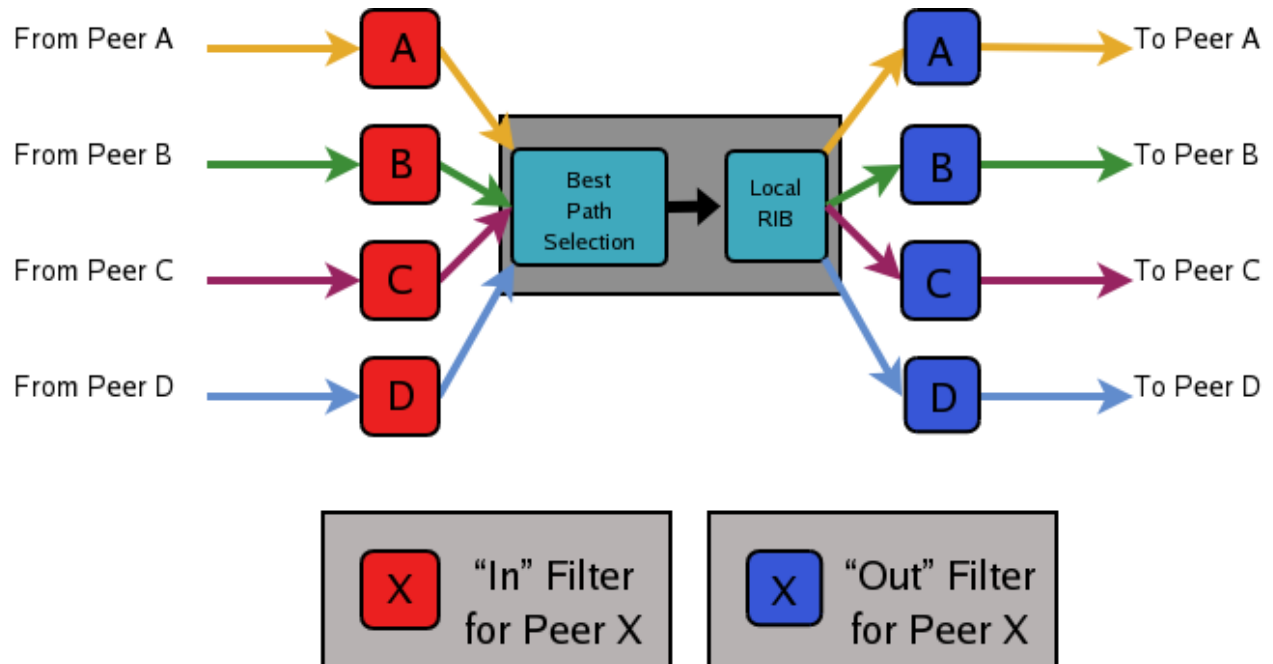 From Peer A
A
A
To Peer A
From Peer B
B
Best
Path
Selection
Local
RIB
B
To Peer B
From Peer C
C
C
To Peer C
From Peer D
D
D
To Peer D
X
“In” Filter
for Peer X
X
“Out” Filter
for Peer X